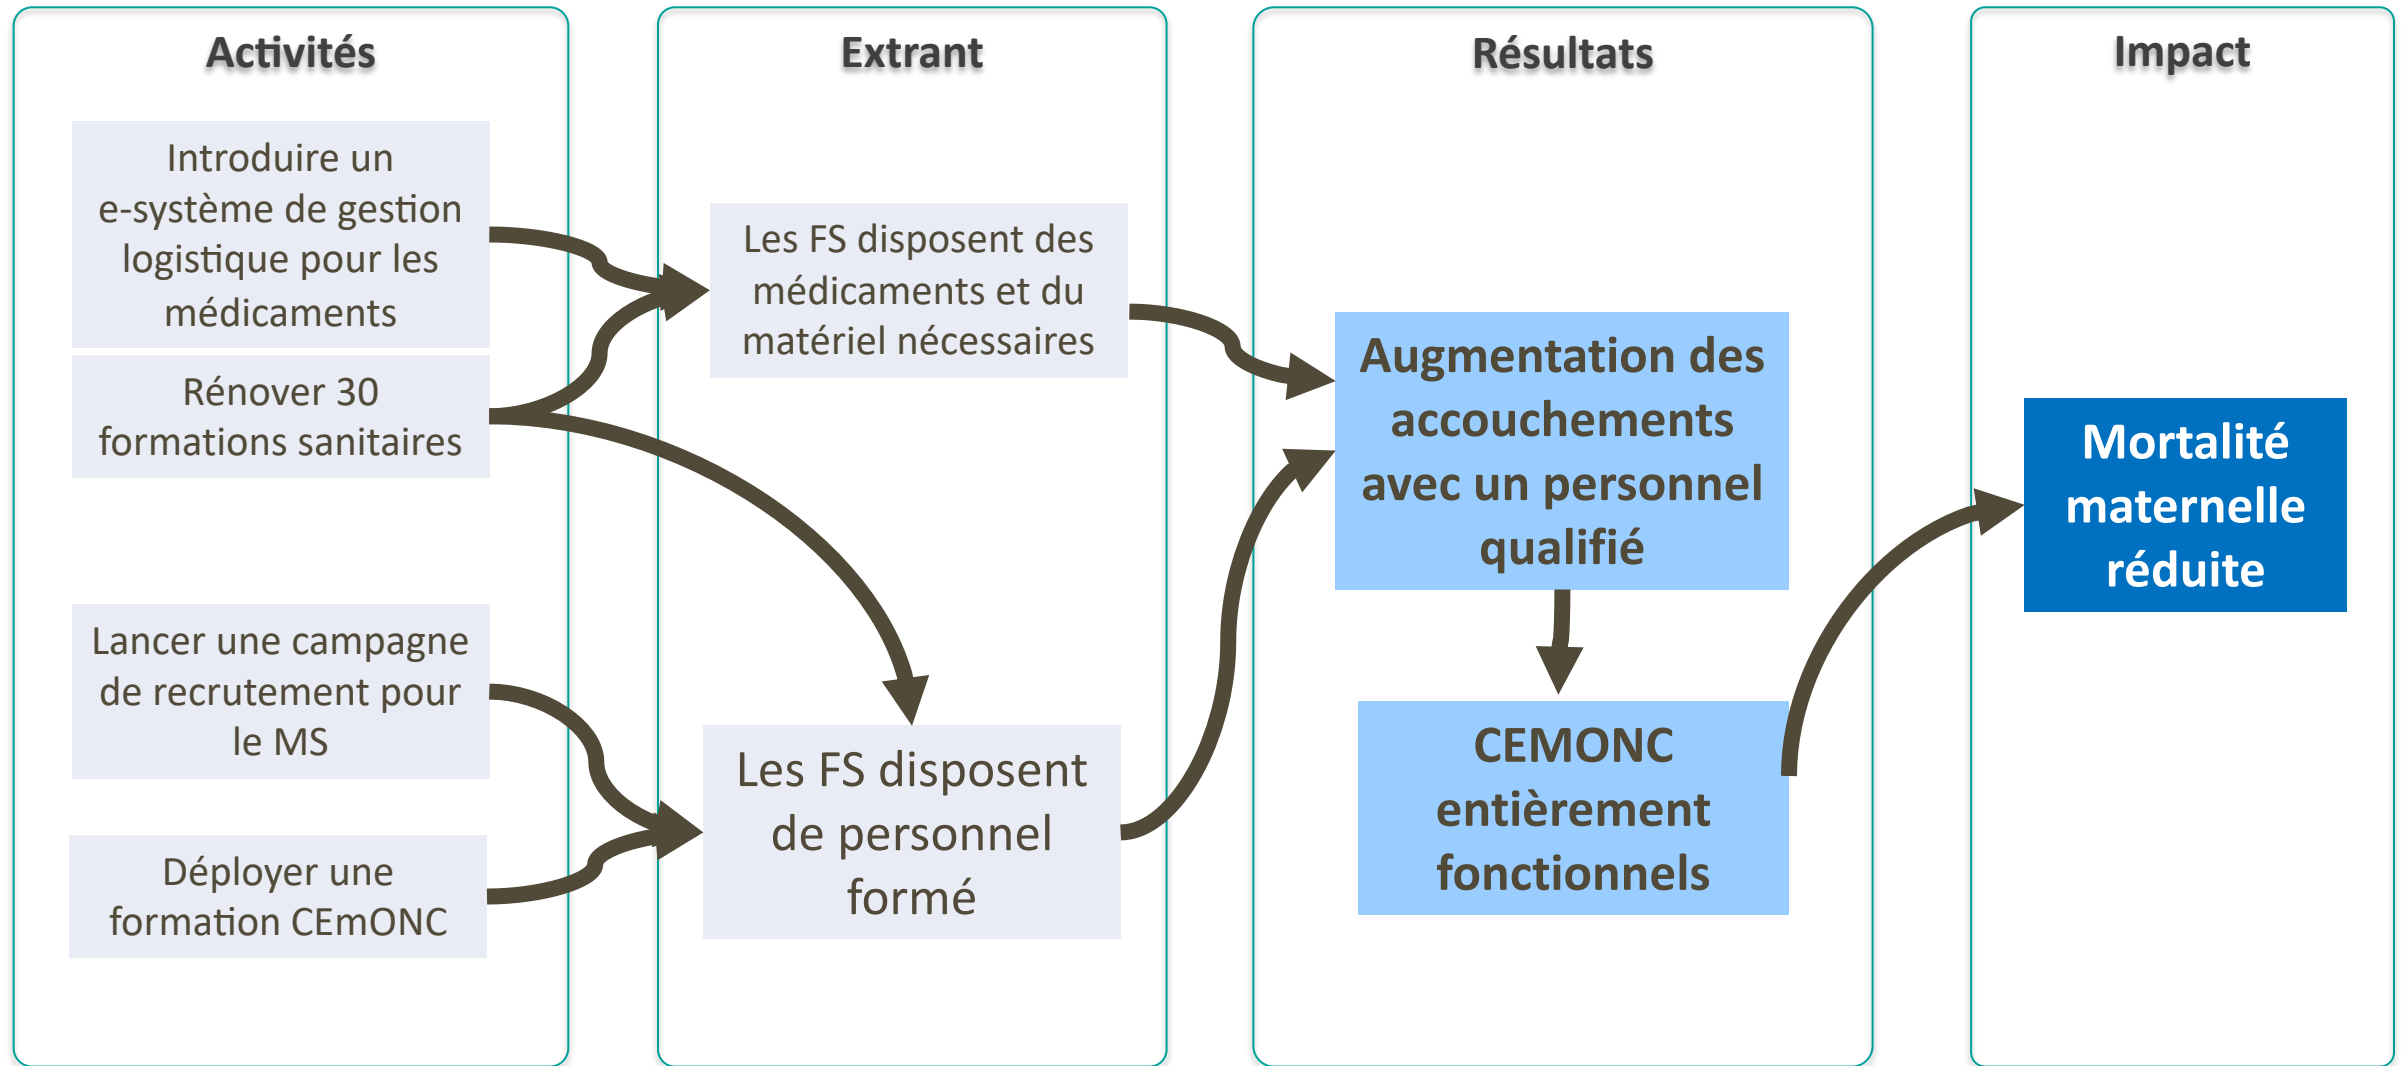 Activités
Introduire un
e-système de gestion
logistique pour les
médicaments
Rénover 30
formations sanitaires
Lancer une campagne
de recrutement pour
le MS
Déployer une
formation CEmONC
Extrant
Les FS disposent des
médicaments et du
matériel nécessaires
Les FS disposent
de personnel
formé
Résultats
Augmentation des
accouchements
avec un personnel
qualifié
CEMONC
entièrement
fonctionnels
Impact
Mortalité
maternelle
réduite